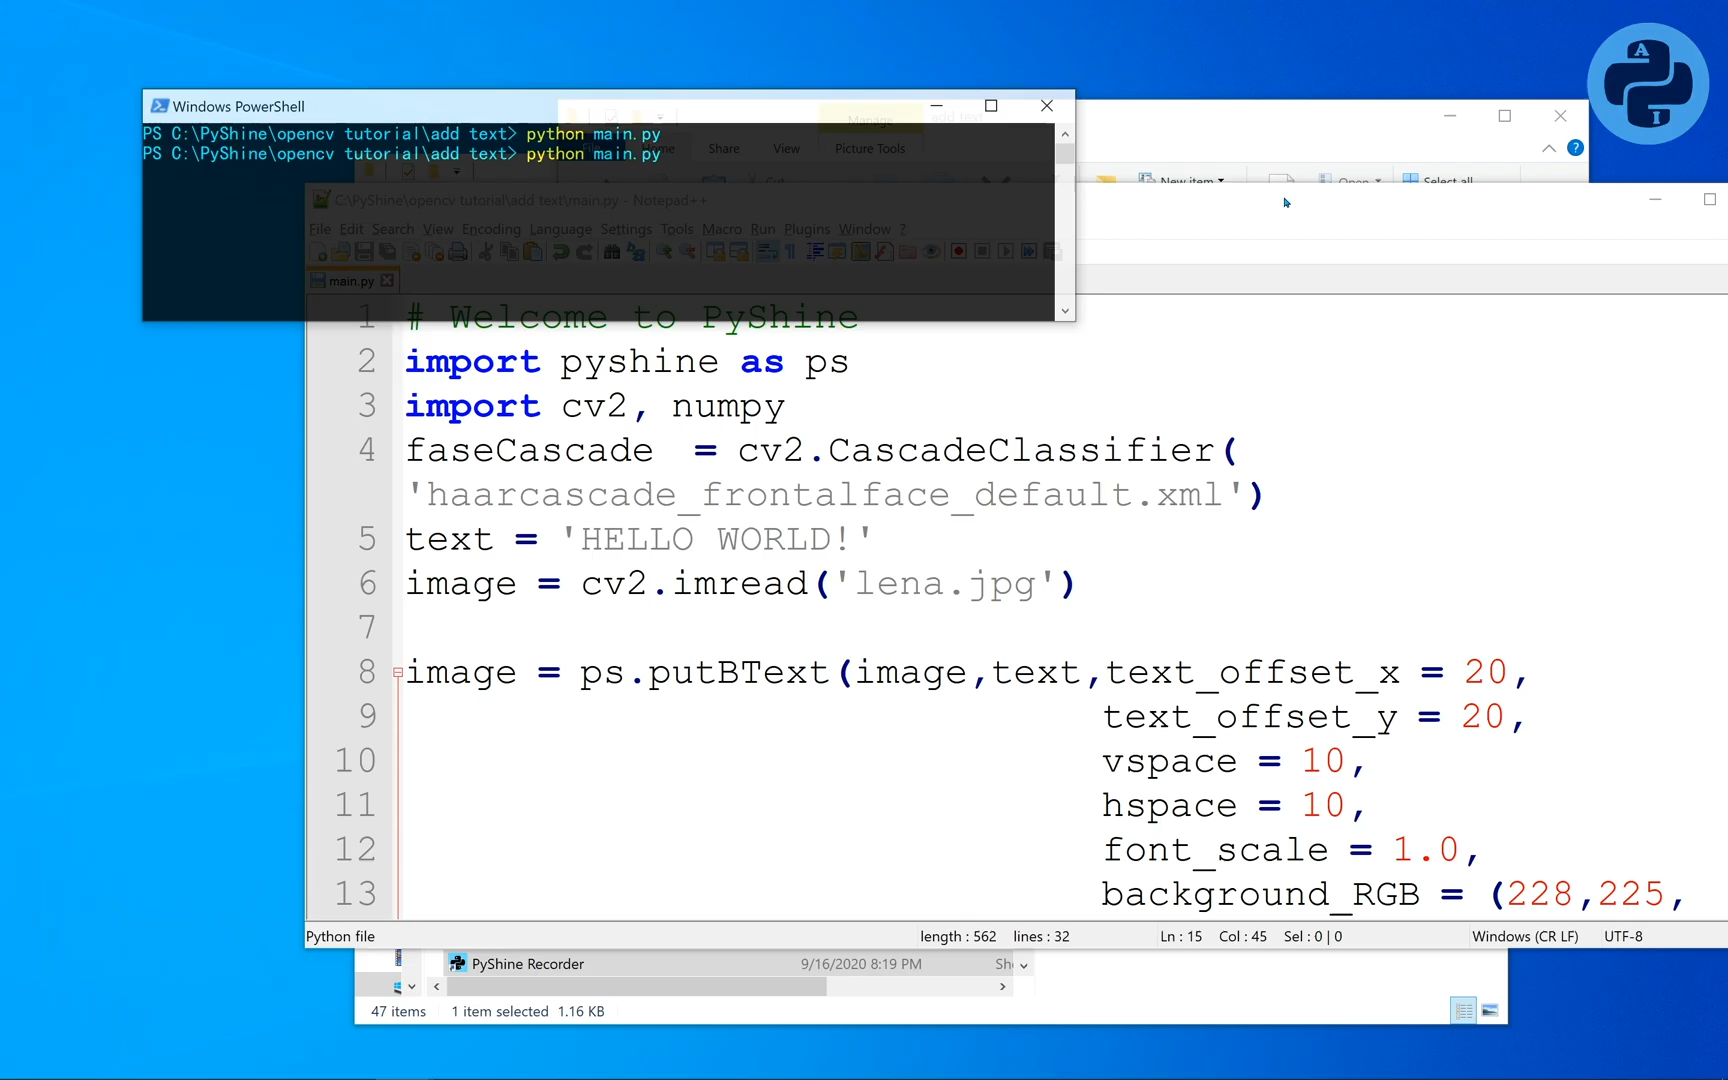 A
I
Windows PowerShell
PS C:\PyShine\opencv tutorial\add text> python main.py
PS C:\PyShine\opencv tutorial\add text> python main.py
Manage
add text
Share
View
Picture Tools
New item
Open
Select all
C:\PyShine\opencv tutorial\add text\main.py - Notepad++
File Edit Search View Encoding Language Settings Tools Macro Run Plugins Window ?
main.py
1 # Welcome to PyShine
2 import pyshine as ps
3 import cv2, numpy
4 faseCascade = cv2.CascadeClassifier(
'haarcascade_frontalface_default.xml')
5 text = 'HELLO WORLD!'
6 image = cv2.imread('lena.jpg')
7
8 image = ps.putBText(image,text,text_offset_x = 20,
9 text_offset_y = 20,
10 vspace = 10,
11 hspace = 10,
12 font_scale = 1.0,
13 background_RGB = (228,225,
Python file length : 562 lines : 32 Ln : 15 Col : 45 Sel : 0 | 0 Windows (CR LF) UTF-8
PyShine Recorder 9/16/2020 8:19 PM Sh
47 items 1 item selected 1.16 KB